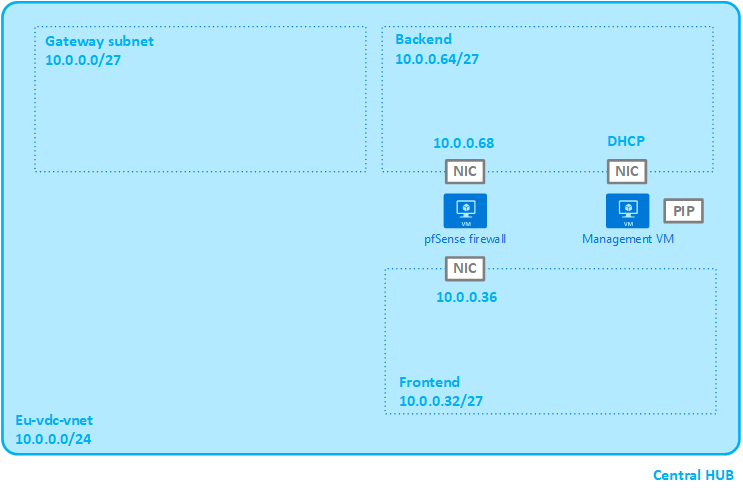 Gateway subnet
10.0.0.0/27
Backend
10.0.0.64/27
10.0.0.68
DHCP
NIC
NIC
VM
VM
PIP
pfSense firewall
Management VM
NIC
10.0.0.36
Frontend
10.0.0.32/27
Eu-vdc-vnet
10.0.0.0/24
Central HUB